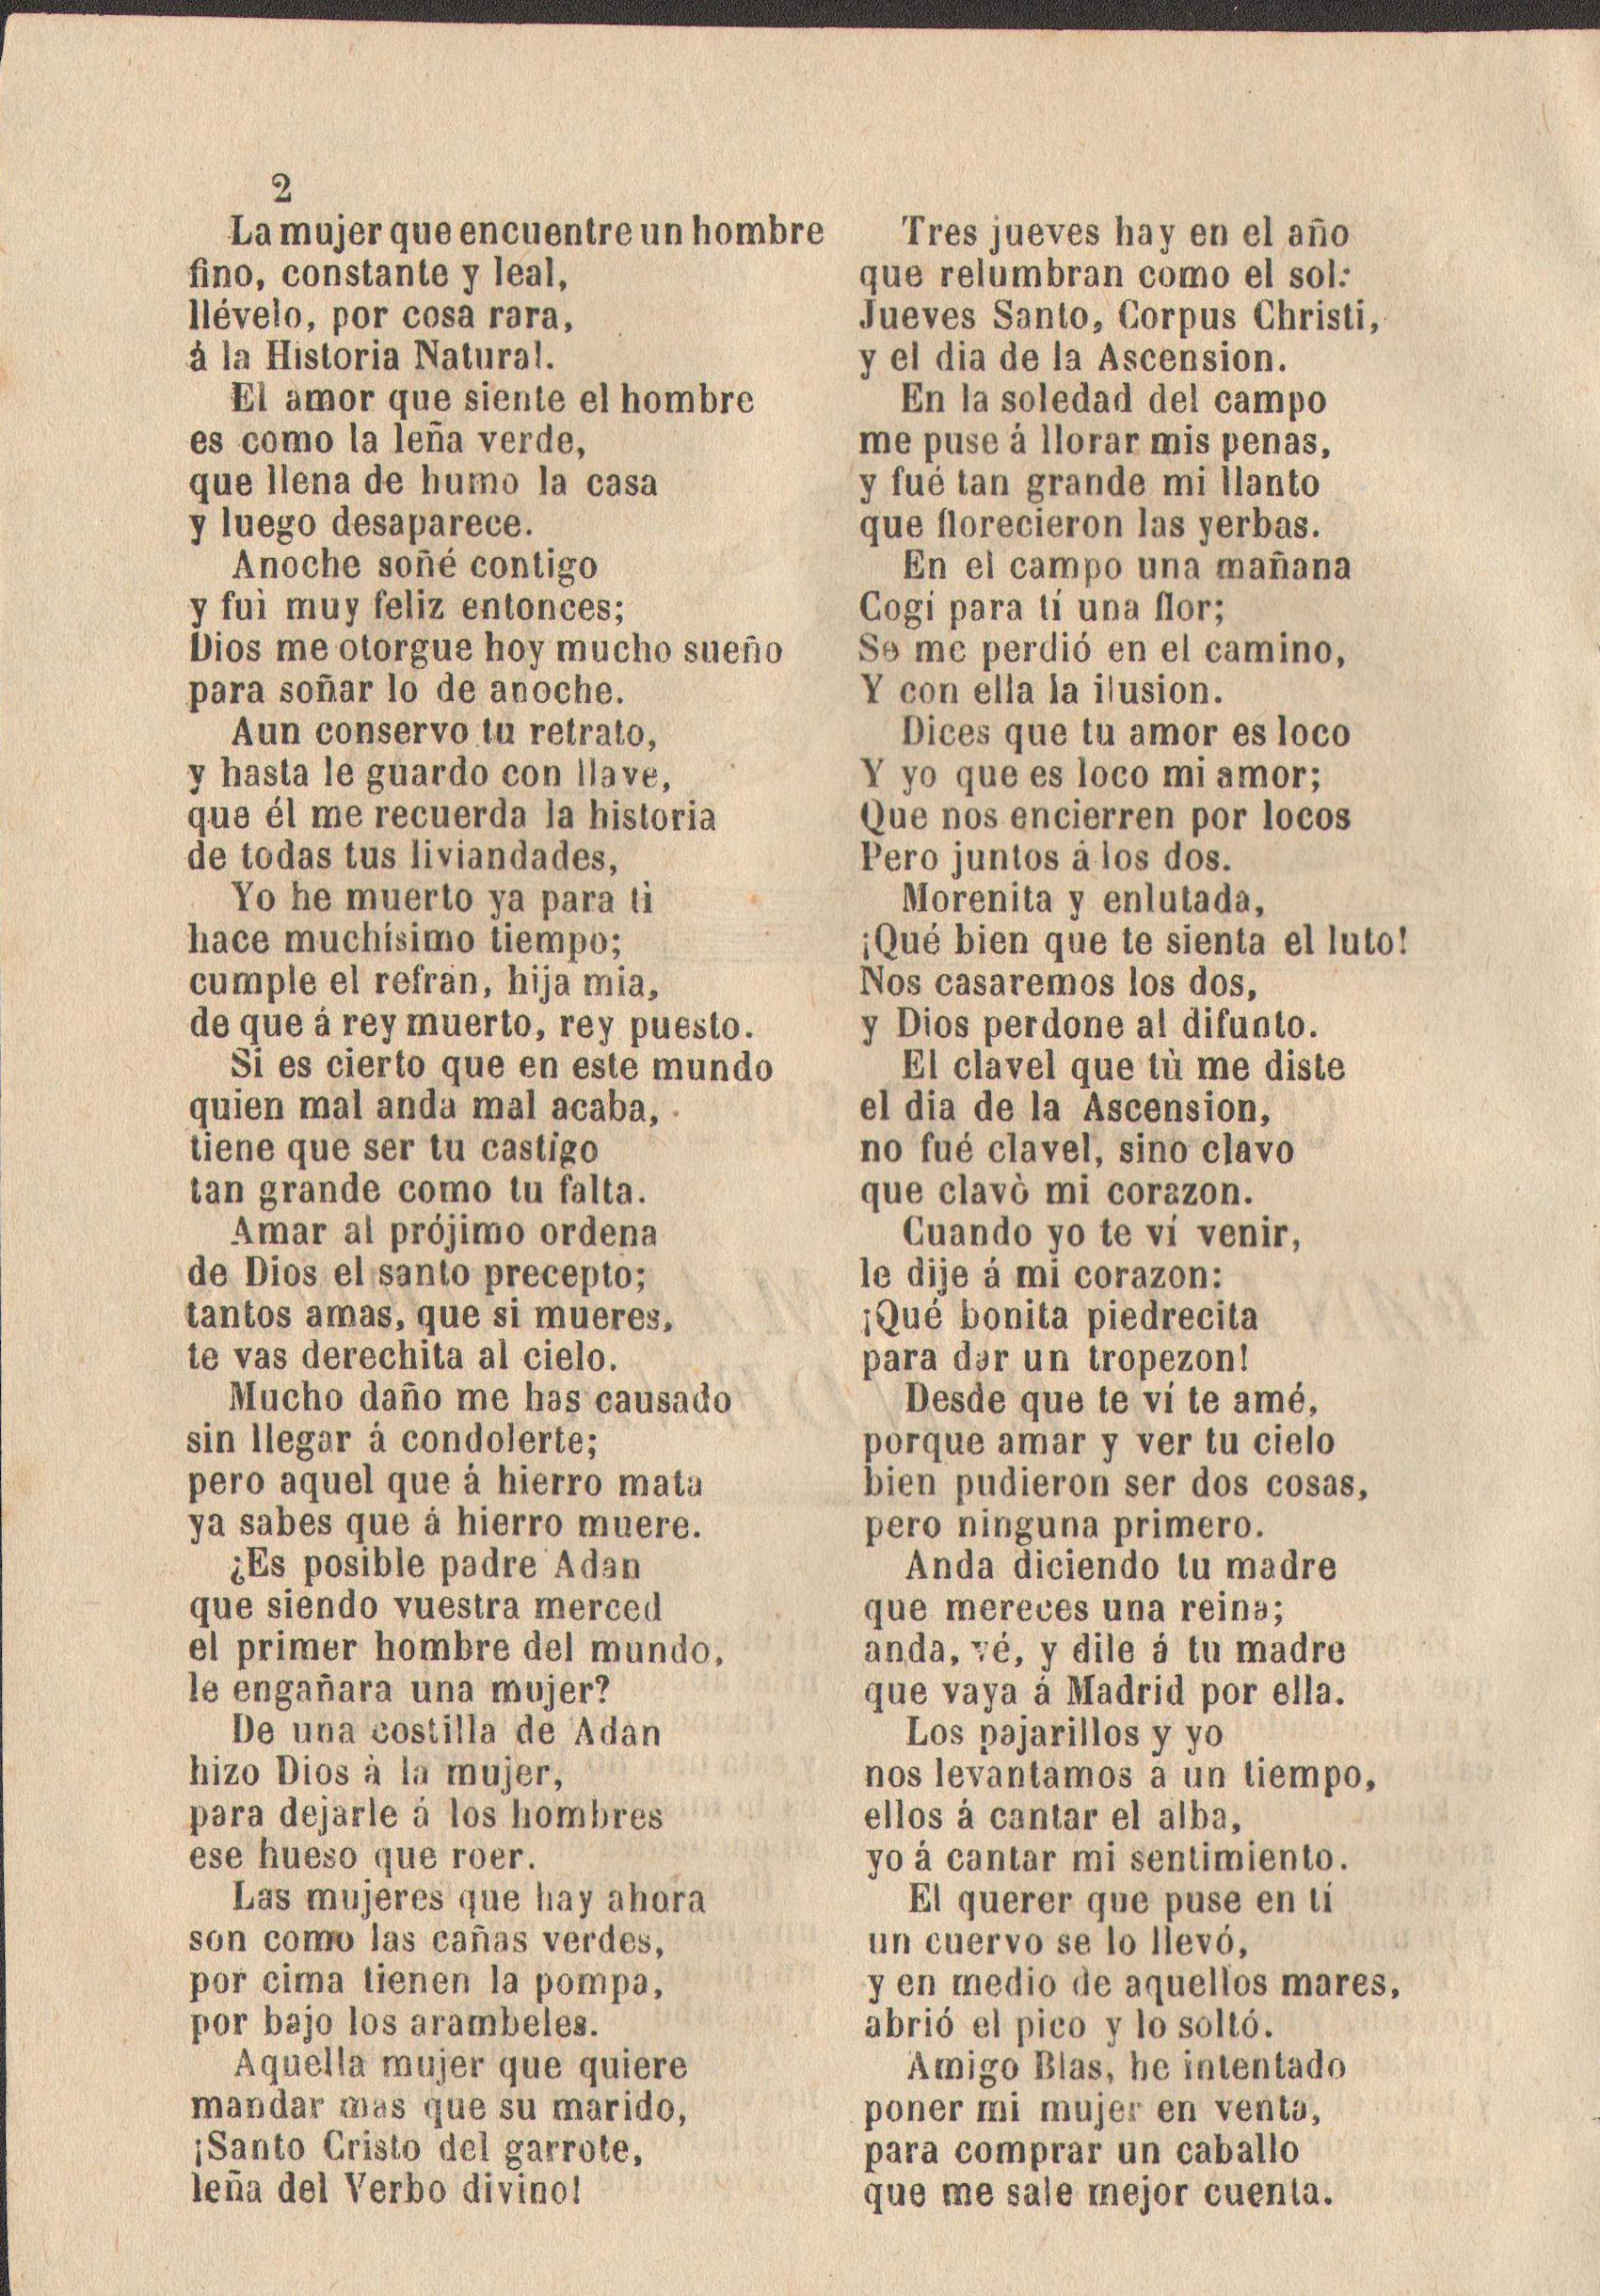 2
La mujer que encuentre un hombre
fino, constante y leal,
llévelo, por cosa rara,
á la Historia Natural.
El amor que siente el hombre
es como la leña verde,
que llena de humo la casa
y luego desaparece.
Anoche soñé contigo
y fuì muy feliz entonces;
Dios me otorgue hoy mucho sueño
para soñar lo de anoche.
Aun conservo tu retrato,
y hasta le guardo con llave,
que él me recuerda la historia
de todas tus liviandades,
Yo he muerto ya para tì
hace muchísimo tiempo;
cumple el refran, hija mia,
de que á rey muerto, rey puesto.
Si es cierto que en este mundo
quien mal anda mal acaba,
tiene que ser tu castigo
tan grande como tu falta.
Amar al prójimo ordena
de Dios el santo precepto;
tantos amas, que si mueres,
te vas derechita al cielo.
Mucho daño me has causado
sin llegar á condolerte;
pero aquel que á hierro mata
ya sabes que á hierro muere.
¿Es posible padre Adan
que siendo vuestra merced
el primer hombre del mundo,
le engañara una mujer?
De una costilla de Adan
hizo Dios à la mujer,
para dejarle á los hombres
ese hueso que roer.
Las mujeres que hay ahora
son como las cañas verdes,
por cima tienen la pompa,
por bajo los arambeles.
Aquella mujer que quiere
mandar mas que su marido,
¡Santo Cristo del garrote,
leña del Verbo divino!
Tres jueves hay en el año
que relumbran como el sol:
Jueves Santo, Corpus Christi,
y el dia de la Ascension.
En la soledad del campo
me puse á llorar mis penas,
y fué tan grande mi llanto
que florecieron las yerbas.
En el campo una mañana
Cogí para tí una flor;
Se me perdió en el camino,
Y con ella la ilusion.
Dices que tu amor es loco
Y yo que es loco mi amor;
Que nos encierren por locos
Pero juntos á los dos.
Morenita y enlutada,
¡Qué bien que te sienta el luto!
Nos casaremos los dos,
y Dios perdone al difunto.
El clavel que tù me diste
el dia de la Ascension,
no fué clavel, sino clavo
que clavò mi corazon.
Cuando yo te ví venir,
le dije á mi corazon:
¡Qué bonita piedrecita
para dar un tropezon!
Desde que te ví te amé,
porque amar y ver tu cielo
bien pudieron ser dos cosas,
pero ninguna primero.
Anda diciendo tu madre
que mereces una reina;
anda, vé, y dile á tu madre
que vaya á Madrid por ella.
Los pajarillos y yo
nos levantamos á un tiempo,
ellos á cantar el alba,
yo á cantar mi sentimiento.
El querer que puse en tí
un cuervo se lo llevó,
y en medio de aquellos mares,
abrió el pico y lo soltó.
Amigo Blas, he intentado
poner mi mujer en venta,
para comprar un caballo
que me sale mejor cuenta.